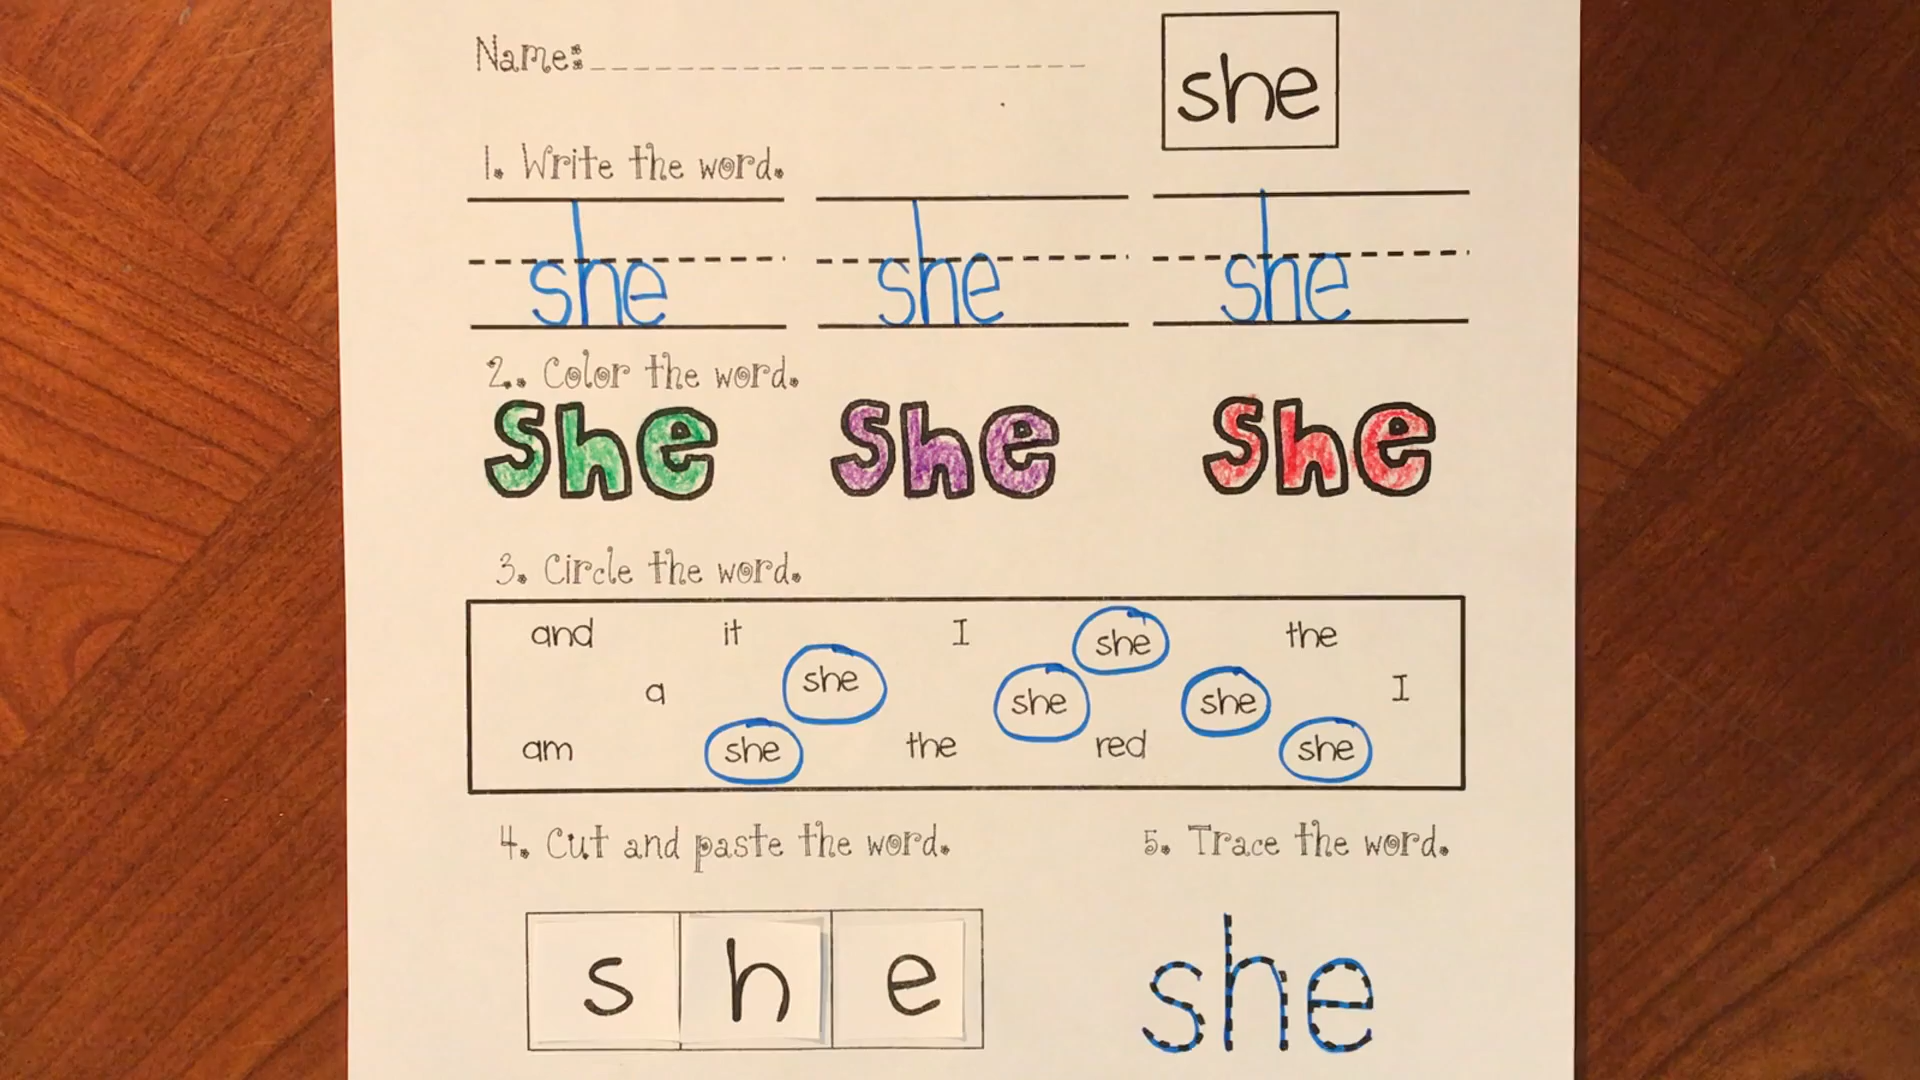 Name:
she
1. Write the word.
she she she
2.. Color the word.
she she she
3. Circle the word.
and it I she the
a she she she I
am she the red she
4. Cut and paste the word. 5. Trace the word.
s h e she